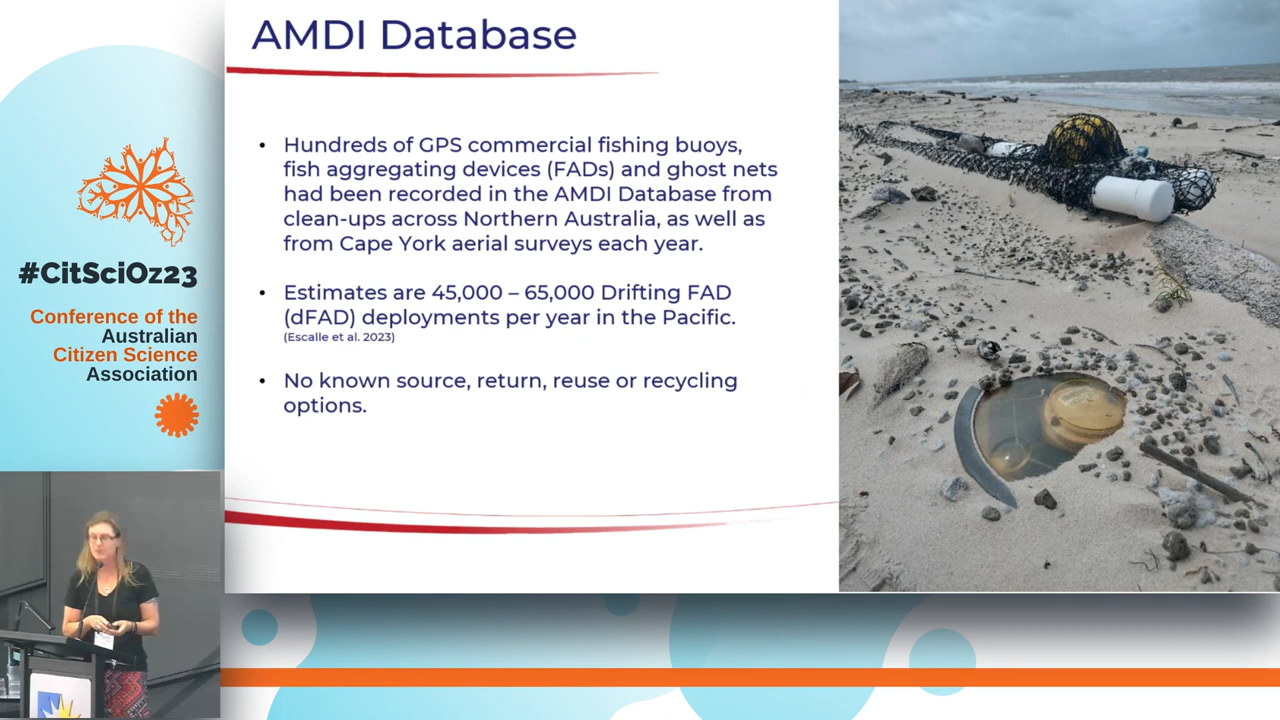 AMDI Database
• Hundreds of GPS commercial fishing buoys,
fish aggregating devices (FADs) and ghost nets
had been recorded in the AMDI Database from
clean-ups across Northern Australia, as well as
from Cape York aerial surveys each year.
• Estimates are 45,000 – 65,000 Drifting FAD
(dFAD) deployments per year in the Pacific.
(Escalle et al. 2023)
• No known source, return, reuse or recycling
options.
#CitSciOz23
Conference of the
Australian
Citizen Science
Association